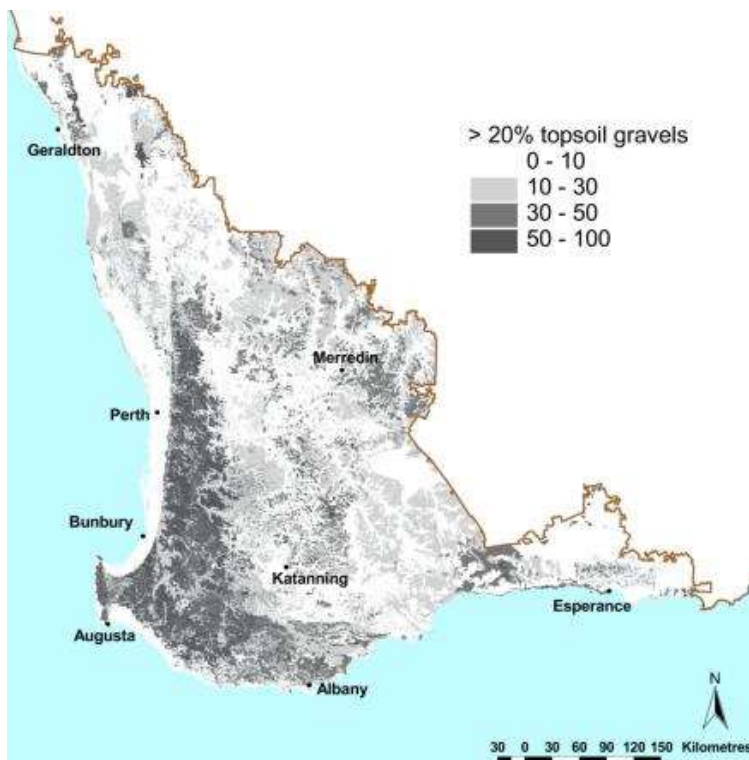 > 20% topsoil gravels
0 - 10
10 - 30
30 - 50
50 - 100
Geraldton
Merredin
Perth
Bunbury
Katanning
Esperance
Augusta
Albany
N
30 0 30 60 90 120 150 Kilometres